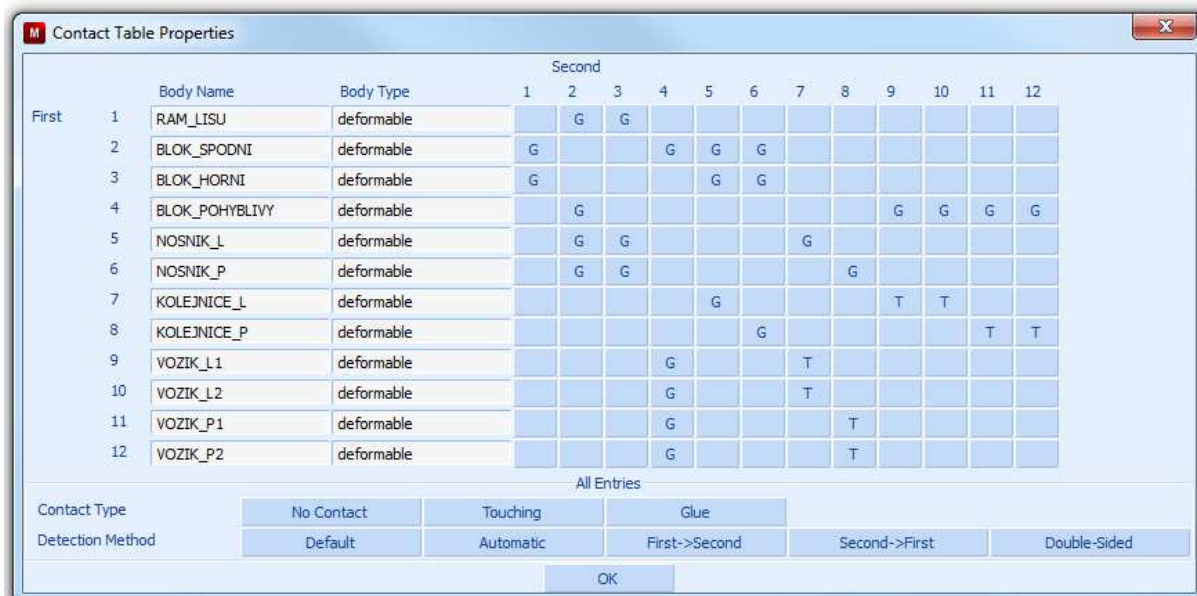 M Contact Table Properties
Second
Body Name Body Type 1 2 3 4 5 6 7 8 9 10 11 12
First 1 RAM_LISU deformable G G
2 BLOK_SPODNI deformable G G G G
3 BLOK_HORNI deformable G G G
4 BLOK_POHYBLIVY deformable G G G G G
5 NOSNIK_L deformable G G G
6 NOSNIK_P deformable G G G
7 KOLEJNICE_L deformable G T T
8 KOLEJNICE_P deformable G T T
9 VOZIK_L1 deformable G T
10 VOZIK_L2 deformable G T
11 VOZIK_P1 deformable G T
12 VOZIK_P2 deformable G T
All Entries
Contact Type No Contact Touching Glue
Detection Method Default Automatic First->Second Second->First Double-Sided
OK